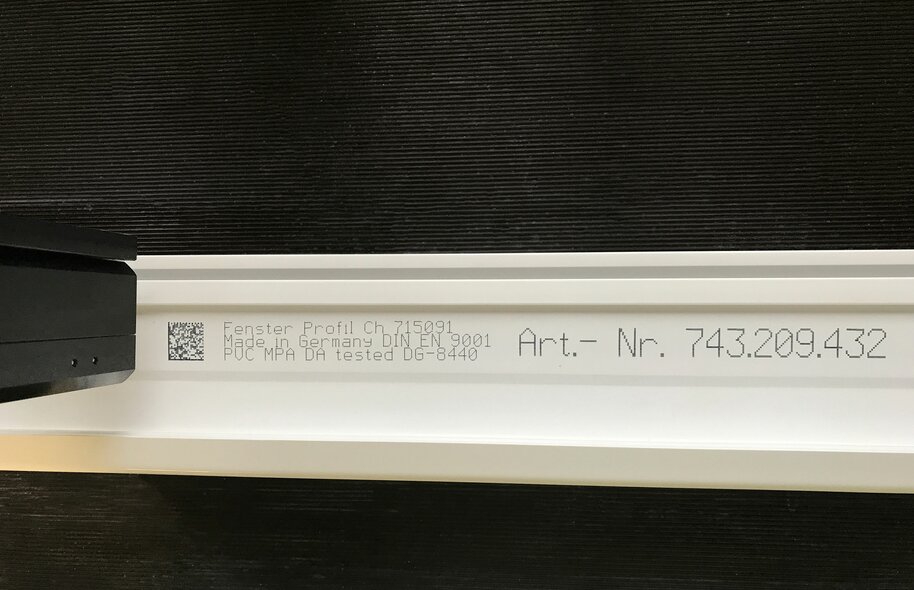 Fenster Profil Ch 715091
Made in Germany DIN EN 9001
PVC MPA DA tested DG-8440
Art.- Nr. 743.209.432